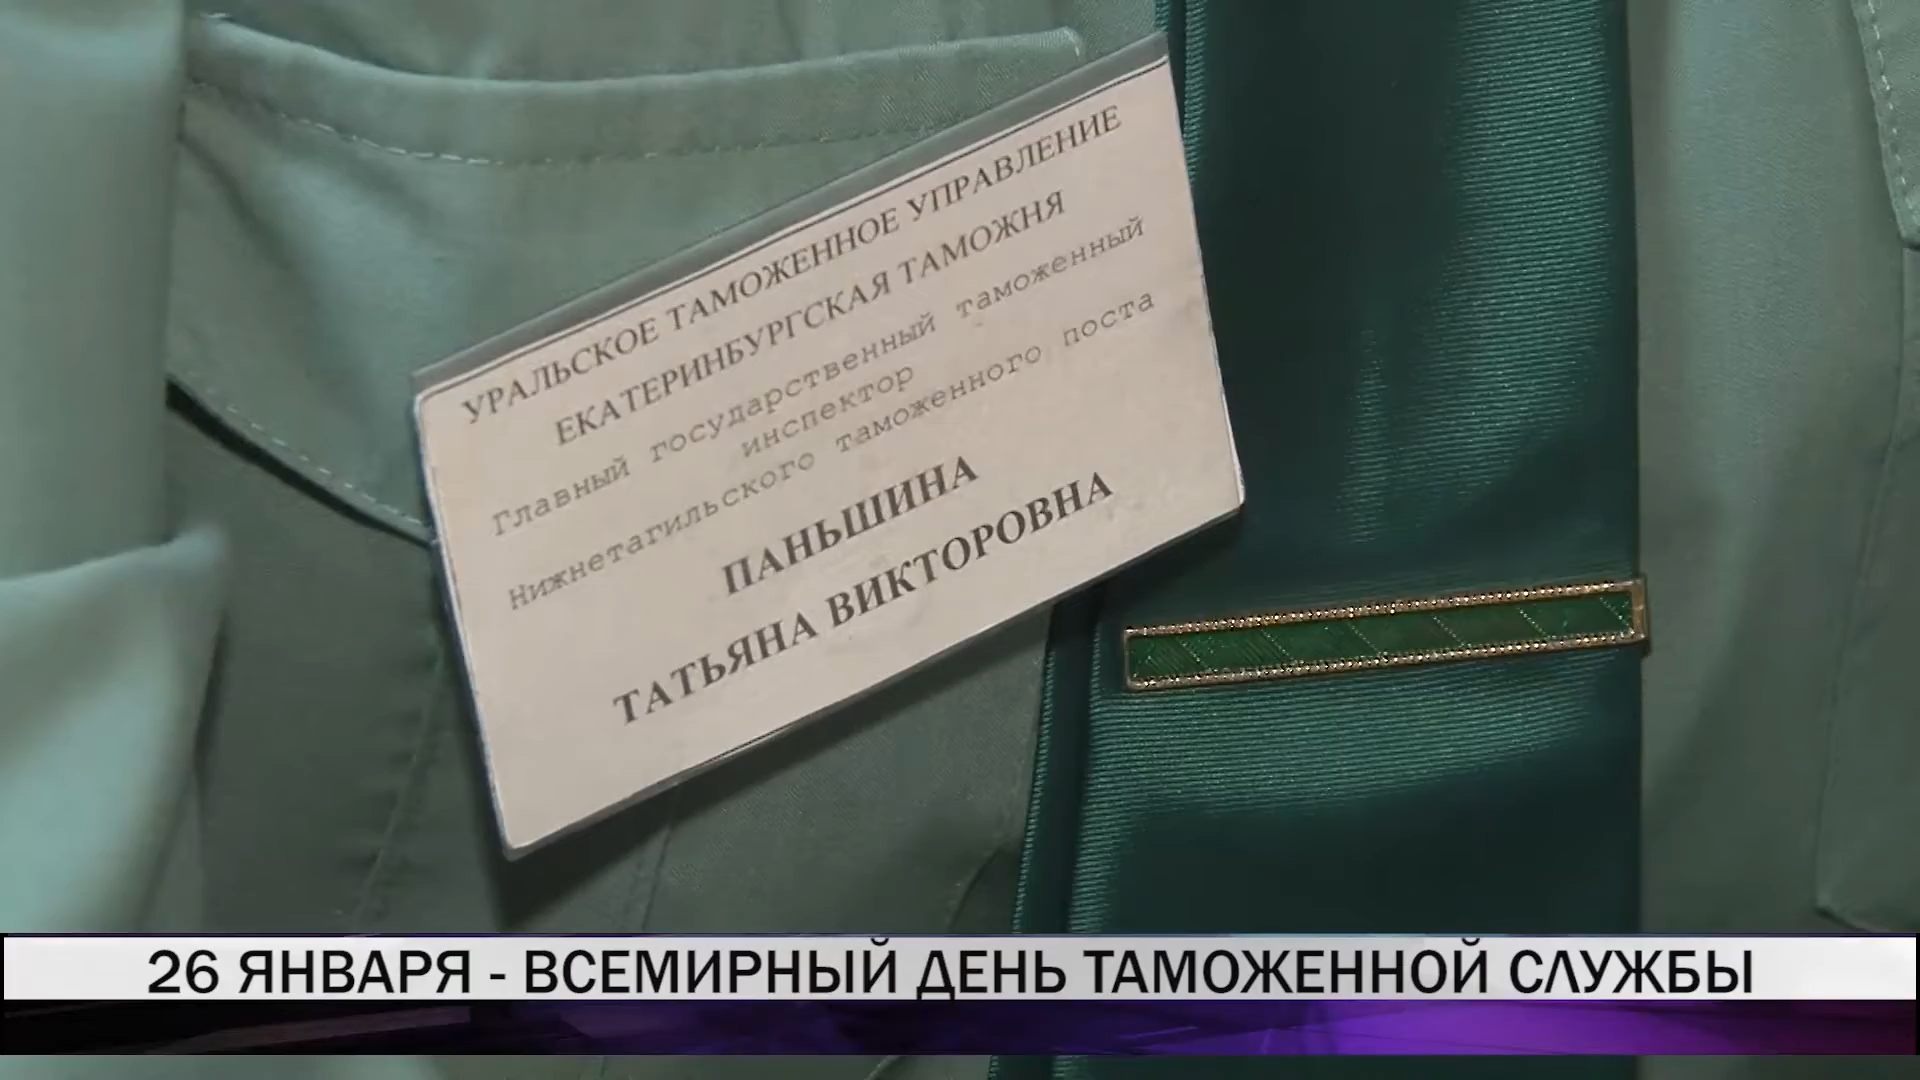 УРАЛЬСКОЕ ТАМОЖЕННОЕ УПРАВЛЕНИЕ
ЕКАТЕРИНБУРГСКАЯ ТАМОЖНЯ
Главный государственный таможенный
инспектор
Нижнетагильского таможенного поста
ПАНЬШИНА
ТАТЬЯНА ВИКТОРОВНА
26 ЯНВАРЯ - ВСЕМИРНЫЙ ДЕНЬ ТАМОЖЕННОЙ СЛУЖБЫ